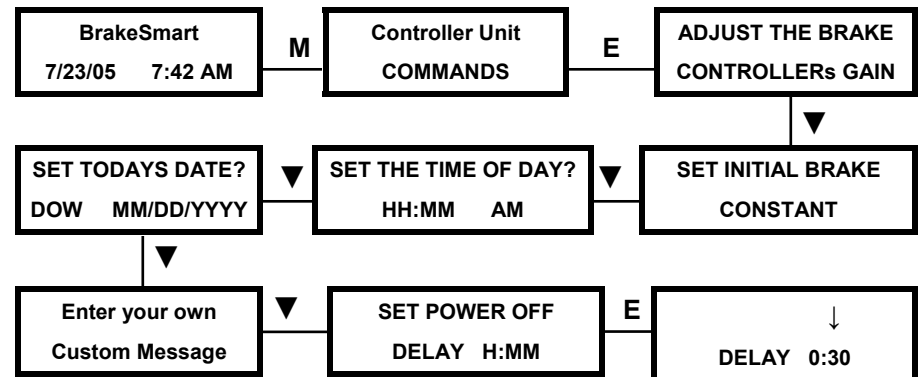 BrakeSmart
7/23/05 7:42 AM
M
Controller Unit
COMMANDS
E
ADJUST THE BRAKE
CONTROLLERs GAIN
▼
SET INITIAL BRAKE
CONSTANT
▼
SET THE TIME OF DAY?
HH:MM AM
▼
SET TODAYS DATE?
DOW MM/DD/YYYY
▼
Enter your own
Custom Message
▼
SET POWER OFF
DELAY H:MM
E
↓
DELAY 0:30